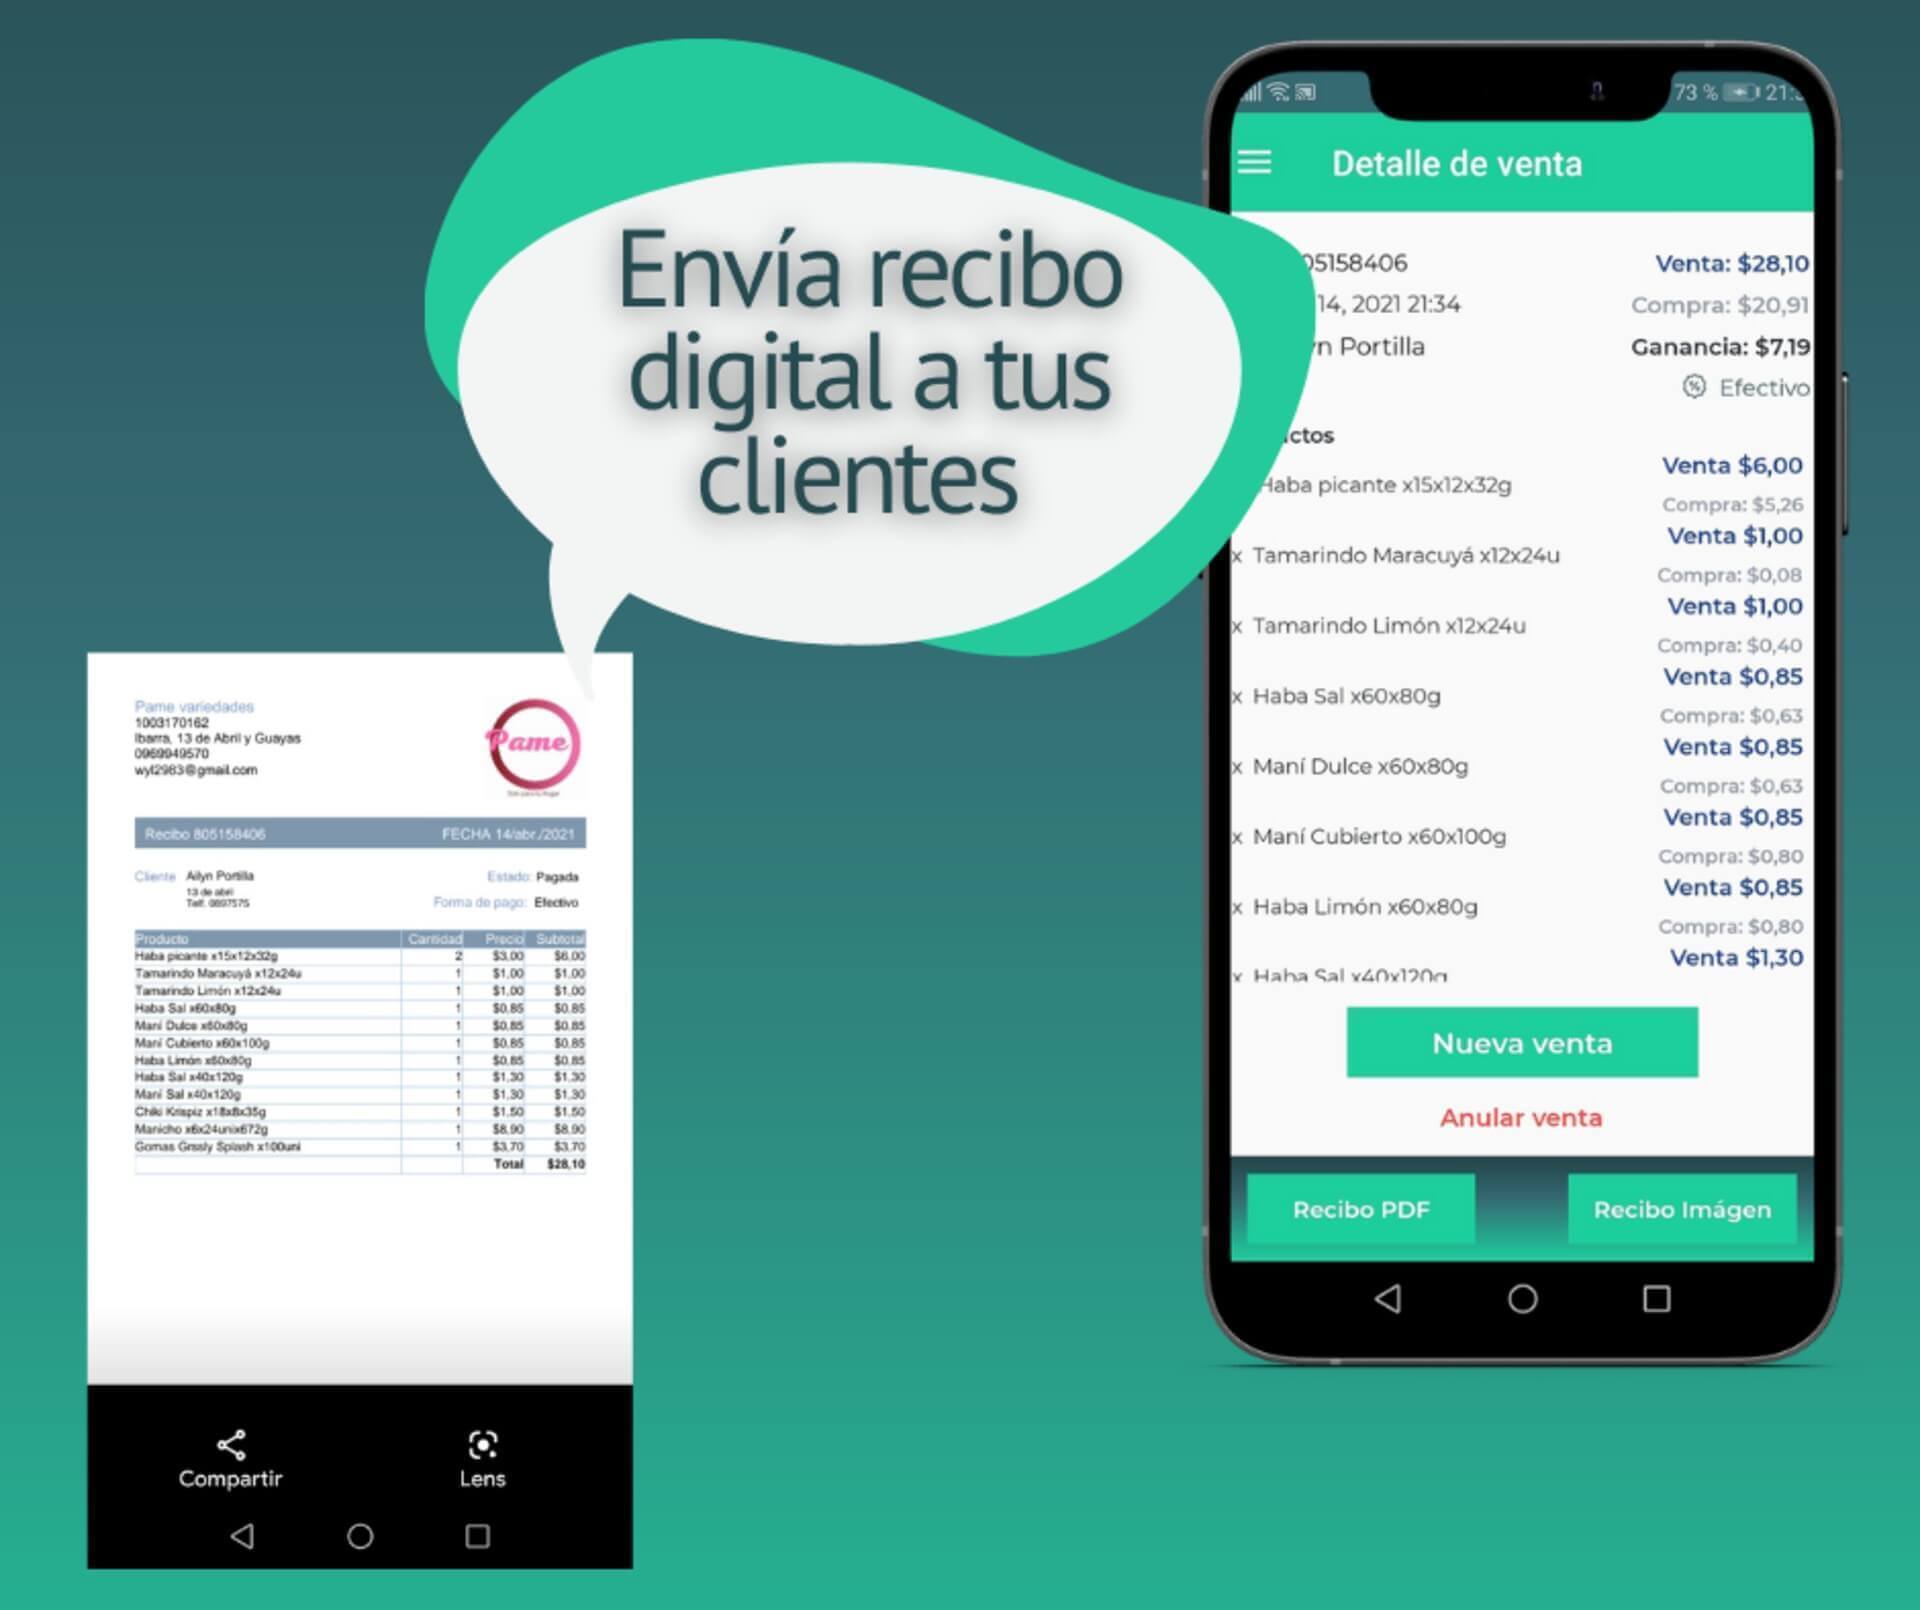 Envía recibo
digital a tus
clientes
Pame variedades
1003170162
Ibarra, 13 de Abril y Guayas
0969949570
wyl2983@gmail.com
Pame
Recibo 805158406 FECHA 14/abr./2021
Cliente Ailyn Portilla Estado: Pagada
13 de abril
Telf. 0897575
Forma de pago: Efectivo
Producto Cantidad Precio Subtotal
Haba picante x15x12x32g 2 $3,00 $6,00
Tamarindo Maracuyá x12x24u 1 $1,00 $1,00
Tamarindo Limón x12x24u 1 $1,00 $1,00
Haba Sal x60x80g 1 $0,85 $0,85
Maní Dulce x60x80g 1 $0,85 $0,85
Maní Cubierto x60x100g 1 $0,85 $0,85
Haba Limón x60x80g 1 $0,85 $0,85
Haba Sal x40x120g 1 $1,30 $1,30
Maní Sal x40x120g 1 $1,30 $1,30
Chiki Krispiz x18x8x35g 1 $1,50 $1,50
Manicho x6x24unix672g 1 $8,90 $8,90
Gomas Splash x100uni 1 $3,70 $3,70
Total $28,10
Compartir Lens
73 % 21:
Detalle de venta
05158406 Venta: $28,10
14, 2021 21:34 Compra: $20,91
n Portilla Ganancia: $7,19
Efectivo
ctos
Venta $6,00
Haba picante x15x12x32g
Compra: $5,26
Venta $1,00
x Tamarindo Maracuyá x12x24u
Compra: $0,08
Venta $1,00
x Tamarindo Limón x12x24u
Compra: $0,40
Venta $0,85
x Haba Sal x60x80g
Compra: $0,63
Venta $0,85
x Maní Dulce x60x80g
Compra: $0,63
Venta $0,85
x Maní Cubierto x60x100g
Compra: $0,80
Venta $0,85
x Haba Limón x60x80g
Compra: $0,80
Venta $1,30
x Haba Sal x40x120g
Nueva venta
Anular venta
Recibo PDF Recibo Imágen